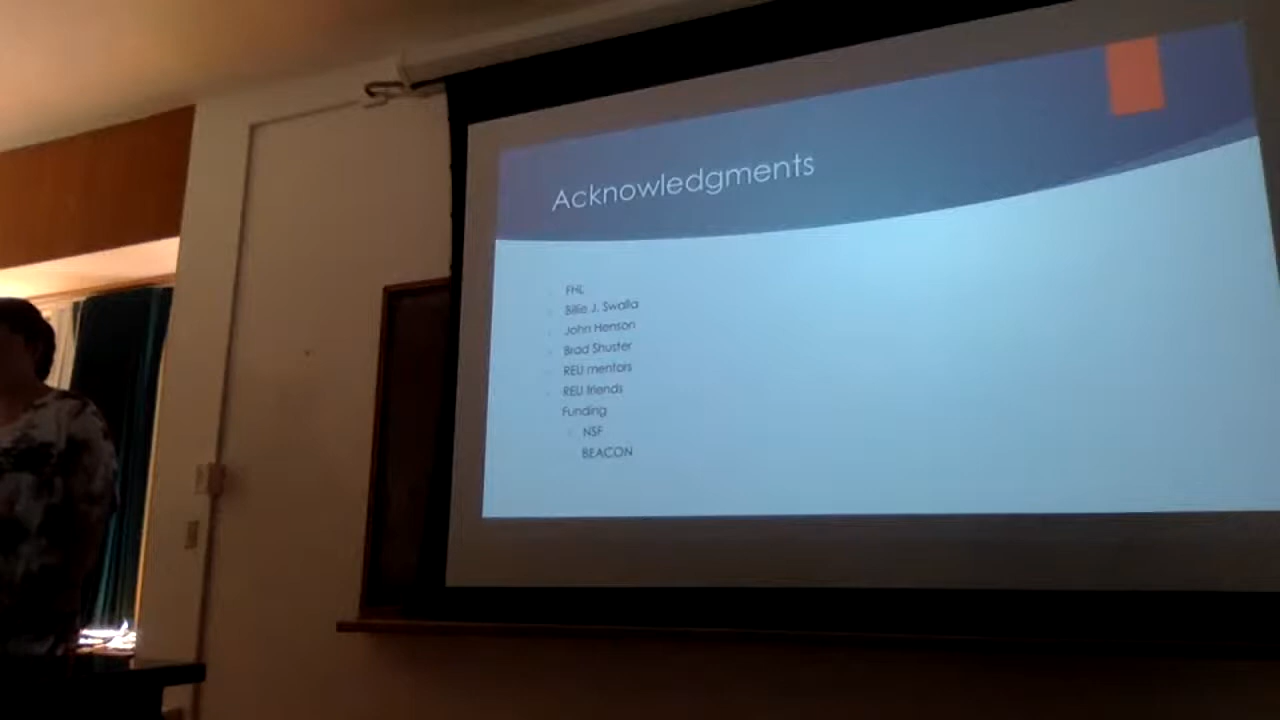 Acknowledgments
FHL
Billie J. Swalla
John Henson
Brad Shuster
REU mentors
REU friends
Funding
NSF
BEACON